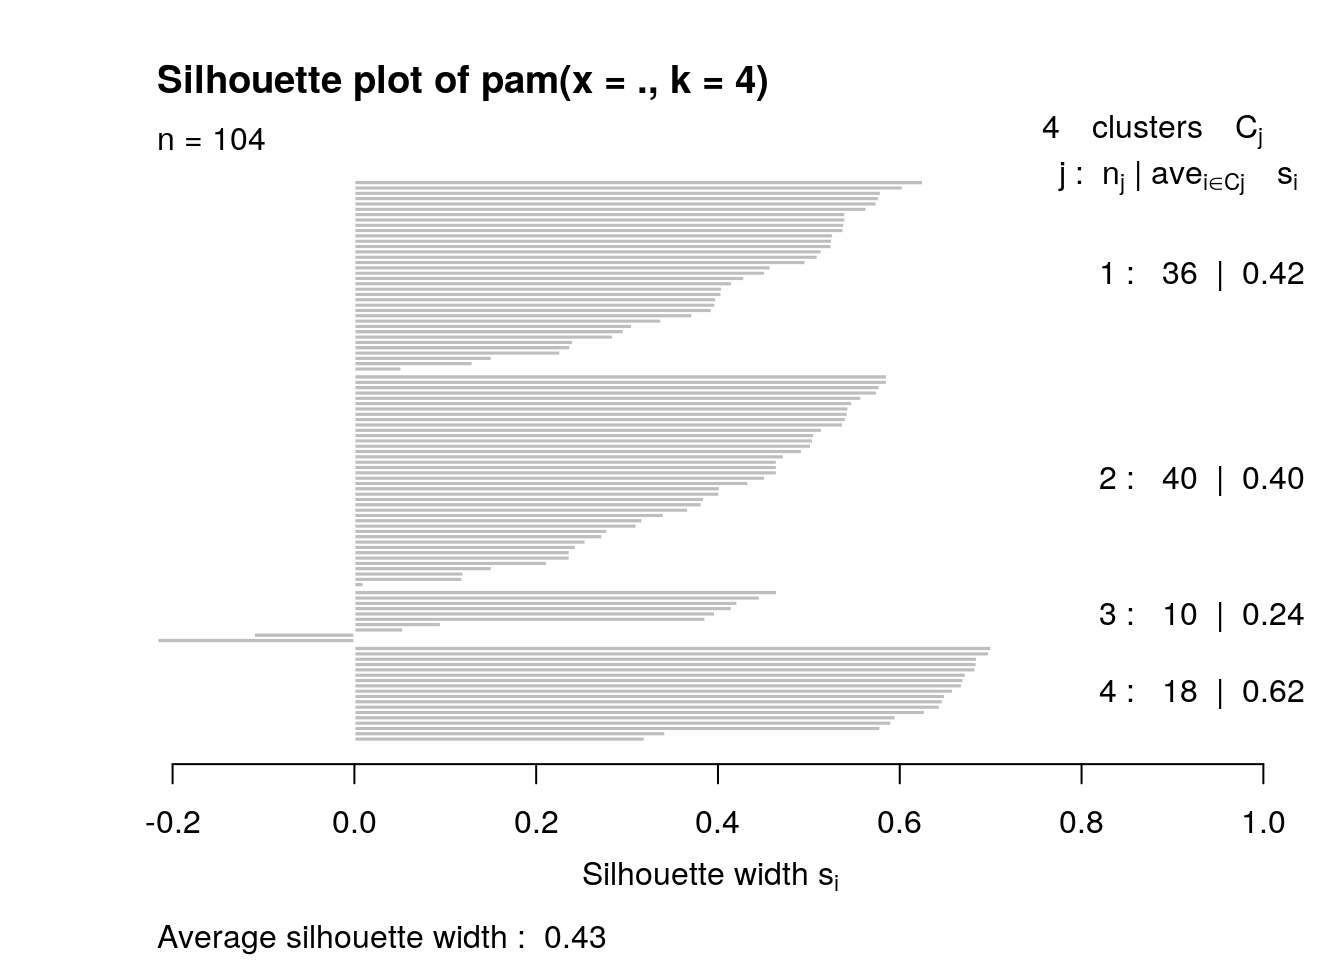 Silhouette plot of pam(x = ., k = 4)
n = 104
4 clusters Cj
j : nj | avei∈Cj si
1 : 36 | 0.42
2 : 40 | 0.40
3 : 10 | 0.24
4 : 18 | 0.62
-0.2 0.0 0.2 0.4 0.6 0.8 1.0
Silhouette width si
Average silhouette width : 0.43